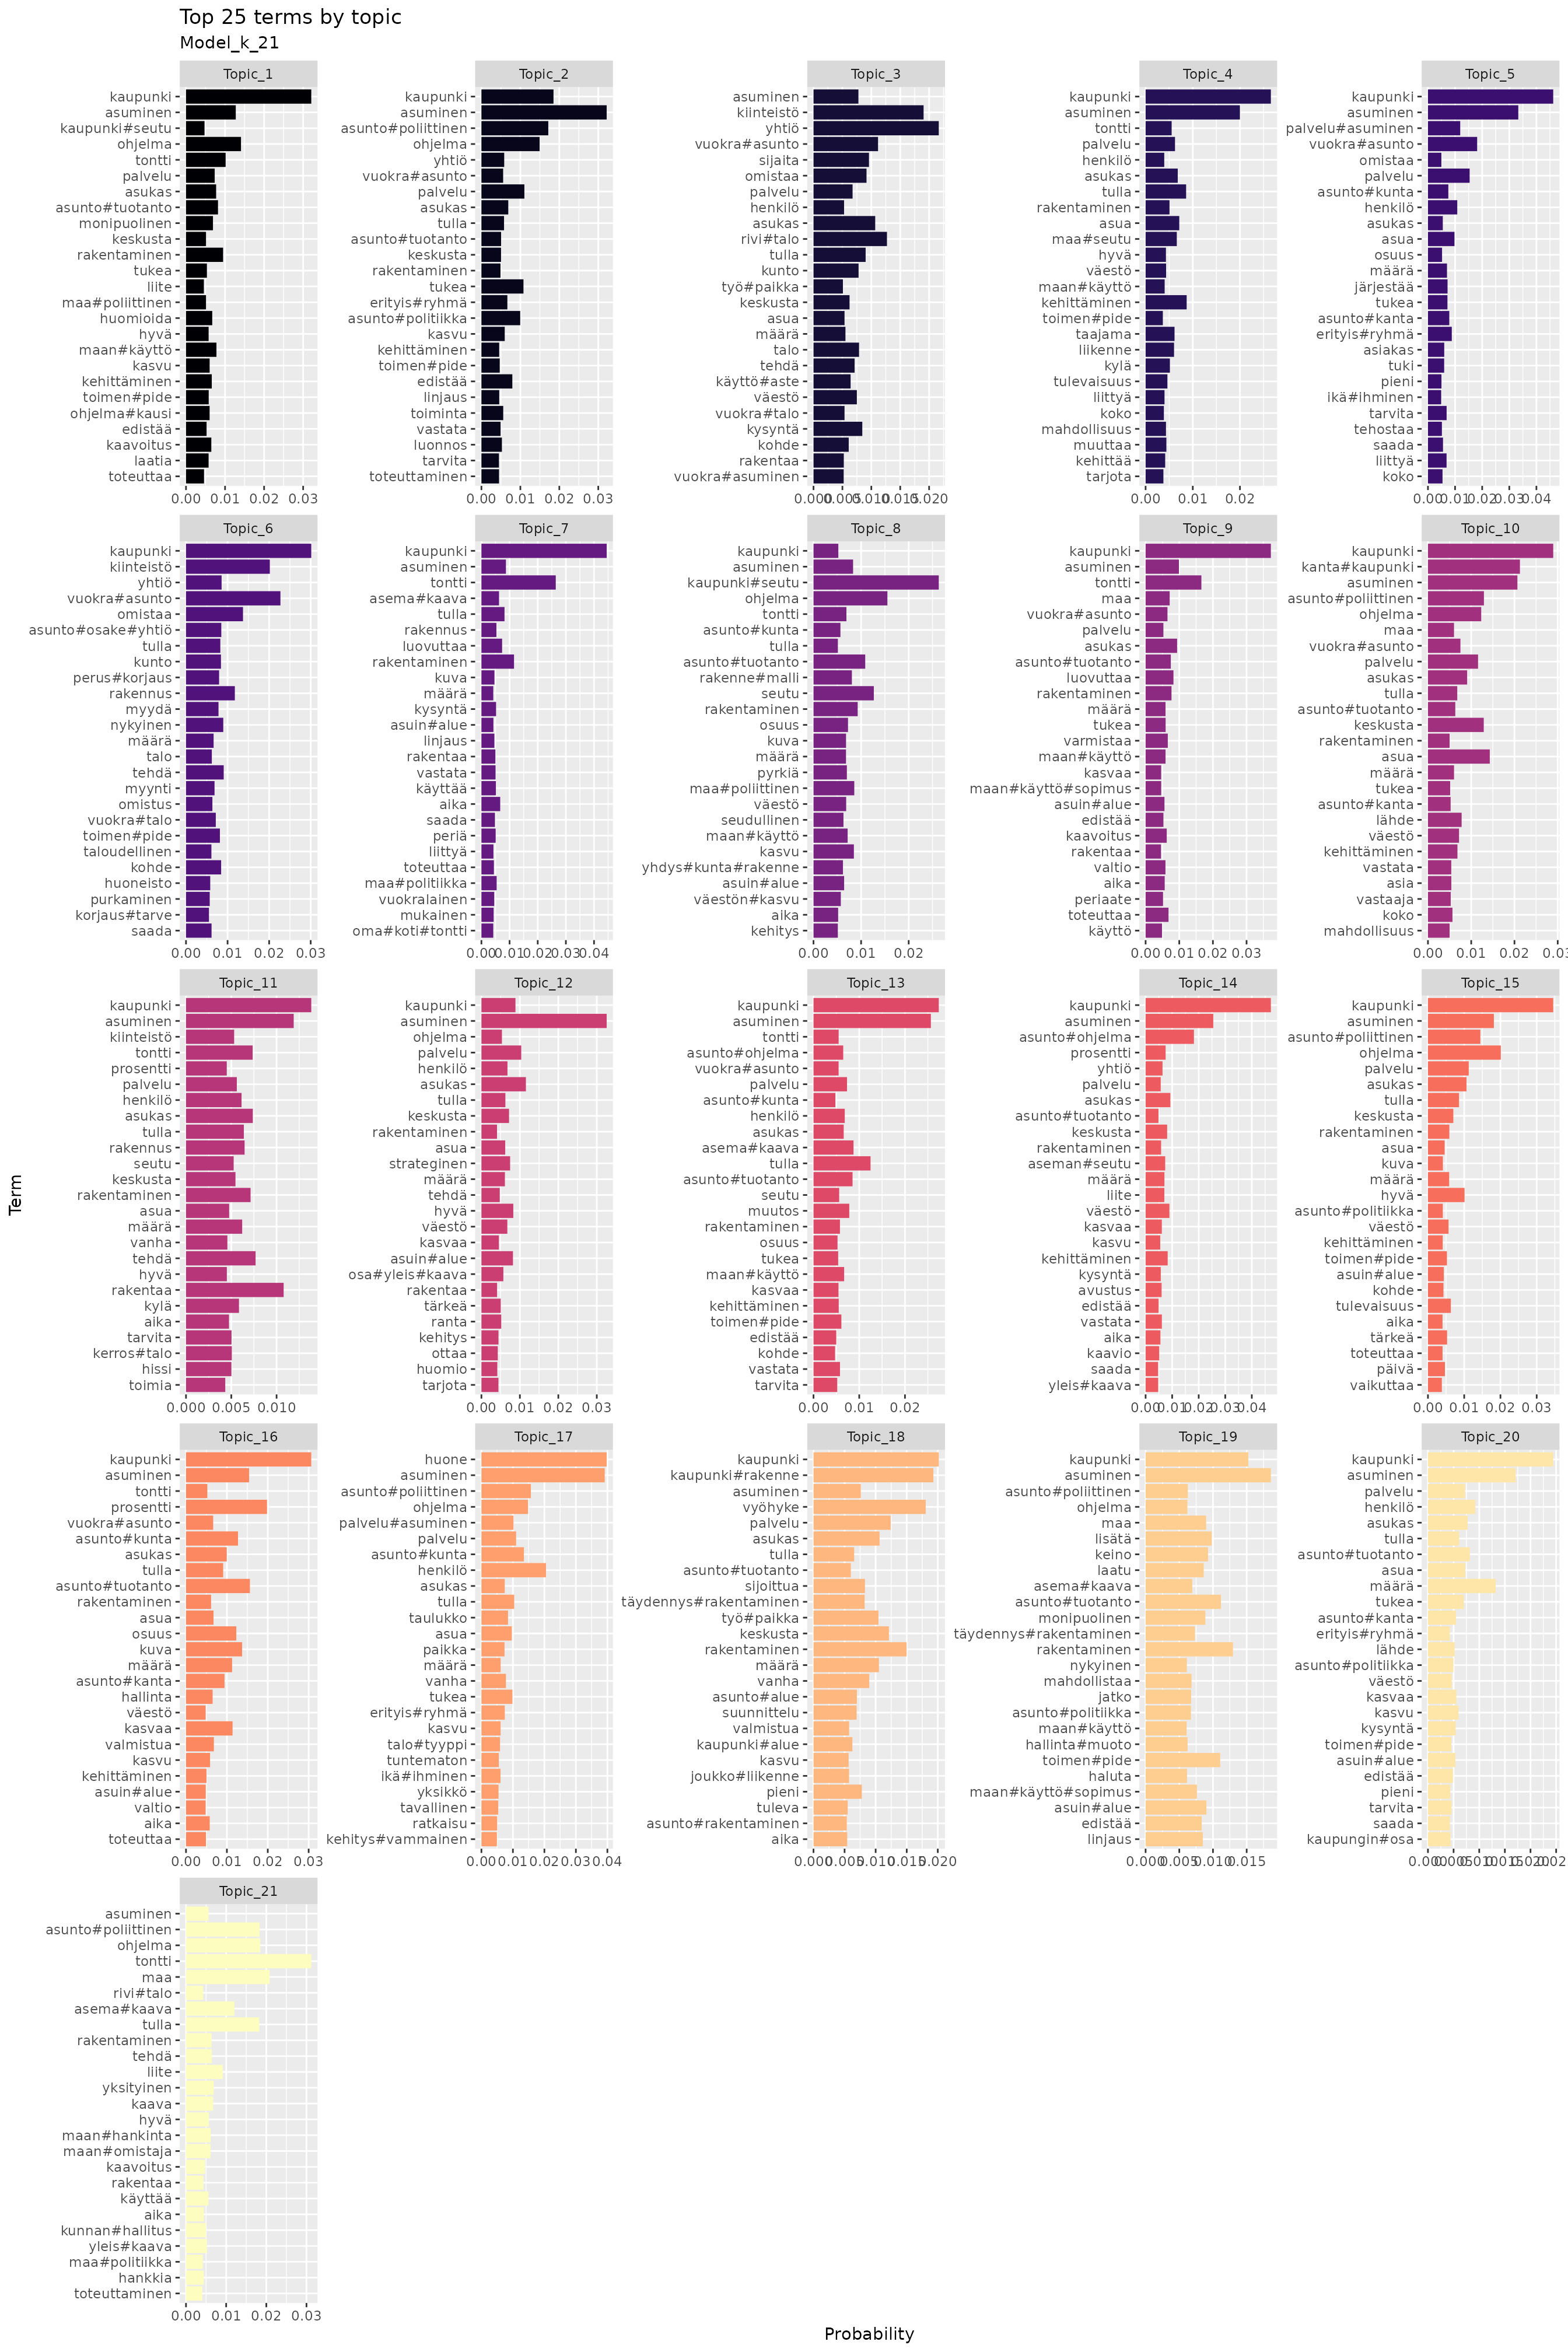 Top 25 terms by topic
Model_k_21
Topic_1
kaupunki
asuminen
kaupunki#seutu
ohjelma
tontti
palvelu
asukas
asunto#tuotanto
monipuolinen
keskusta
rakentaminen
tukea
liite
maa#poliittinen
huomioida
hyvä
maan#käyttö
kasvu
kehittäminen
toimen#pide
ohjelma#kausi
edistää
kaavoitus
laatia
toteuttaa
0.00 0.01 0.02 0.03
Topic_2
kaupunki
asuminen
asunto#poliittinen
ohjelma
yhtiö
vuokra#asunto
palvelu
asukas
tulla
asunto#tuotanto
keskusta
rakentaminen
tukea
erityis#ryhmä
asunto#politiikka
kasvu
kehittäminen
toimen#pide
edistää
linjaus
toiminta
vastata
luonnos
tarvita
toteuttaminen
0.00 0.01 0.02 0.03
Topic_3
asuminen
kiinteistö
yhtiö
vuokra#asunto
sijaita
omistaa
palvelu
henkilö
asukas
rivi#talo
tulla
kunto
työ#paikka
keskusta
asua
määrä
talo
tehdä
käyttö#aste
väestö
vuokra#talo
kysyntä
kohde
rakentaa
vuokra#asuminen
0.000 0.005 0.010 0.015 0.020
Topic_4
kaupunki
asuminen
tontti
palvelu
henkilö
asukas
tulla
rakentaminen
asua
maa#seutu
hyvä
väestö
maan#käyttö
kehittäminen
toimen#pide
taajama
liikenne
kylä
tulevaisuus
liittyä
koko
mahdollisuus
muuttaa
kehittää
tarjota
0.00 0.01 0.02
Topic_5
kaupunki
asuminen
palvelu#asuminen
vuokra#asunto
omistaa
palvelu
asunto#kunta
henkilö
asukas
asua
osuus
määrä
järjestää
tukea
asunto#kanta
erityis#ryhmä
asiakas
tuki
pieni
ikä#ihminen
tarvita
tehostaa
saada
liittyä
koko
0.00 0.01 0.02 0.03 0.04
Topic_6
kaupunki
kiinteistö
yhtiö
vuokra#asunto
omistaa
asunto#osake#yhtiö
tulla
kunto
perus#korjaus
rakennus
myydä
nykyinen
määrä
talo
tehdä
myynti
omistus
vuokra#talo
toimen#pide
taloudellinen
kohde
huoneisto
purkaminen
korjaus#tarve
saada
0.00 0.01 0.02 0.03
Topic_7
kaupunki
asuminen
tontti
asema#kaava
tulla
rakennus
luovuttaa
rakentaminen
kuva
määrä
kysyntä
asuin#alue
linjaus
rakentaa
vastata
käyttää
aika
saada
periä
liittyä
toteuttaa
maa#politiikka
vuokralainen
mukainen
oma#koti#tontti
0.00 0.01 0.02 0.03 0.04
Topic_8
kaupunki
asuminen
kaupunki#seutu
ohjelma
tontti
asunto#kunta
tulla
asunto#tuotanto
rakenne#malli
seutu
rakentaminen
osuus
kuva
määrä
pyrkiä
maa#poliittinen
väestö
seudullinen
maan#käyttö
kasvu
yhdys#kunta#rakenne
asuin#alue
väestön#kasvu
aika
kehitys
0.00 0.01 0.02
Topic_9
kaupunki
asuminen
tontti
maa
vuokra#asunto
palvelu
asukas
asunto#tuotanto
luovuttaa
rakentaminen
määrä
tukea
varmistaa
maan#käyttö
kasvaa
maan#käyttö#sopimus
asuin#alue
edistää
kaavoitus
rakentaa
valtio
aika
periaate
toteuttaa
käyttö
0.00 0.01 0.02 0.03
Topic_10
kaupunki
kanta#kaupunki
asuminen
asunto#poliittinen
ohjelma
maa
vuokra#asunto
palvelu
asukas
tulla
asunto#tuotanto
keskusta
rakentaminen
asua
määrä
tukea
asunto#kanta
lähde
väestö
kehittäminen
vastata
asia
vastaaja
koko
mahdollisuus
0.00 0.01 0.02 0.03
Topic_11
kaupunki
asuminen
kiinteistö
tontti
prosentti
palvelu
henkilö
asukas
tulla
rakennus
seutu
keskusta
rakentaminen
asua
määrä
vanha
tehdä
hyvä
rakentaa
kylä
aika
tarvita
kerros#talo
hissi
toimia
0.000 0.005 0.010
Topic_12
kaupunki
asuminen
ohjelma
palvelu
henkilö
asukas
tulla
keskusta
rakentaminen
asua
strateginen
määrä
tehdä
hyvä
väestö
kasvaa
asuin#alue
osa#yleis#kaava
rakentaa
tärkeä
ranta
kehitys
ottaa
huomio
tarjota
0.00 0.01 0.02 0.03
Topic_13
kaupunki
asuminen
tontti
asunto#ohjelma
vuokra#asunto
palvelu
asunto#kunta
henkilö
asukas
asema#kaava
tulla
asunto#tuotanto
seutu
muutos
rakentaminen
osuus
tukea
maan#käyttö
kasvaa
kehittäminen
toimen#pide
edistää
kohde
vastata
tarvita
0.00 0.01 0.02
Topic_14
kaupunki
asuminen
asunto#ohjelma
prosentti
yhtiö
palvelu
asukas
asunto#tuotanto
keskusta
rakentaminen
aseman#seutu
määrä
liite
väestö
kasvaa
kasvu
kehittäminen
kysyntä
avustus
edistää
vastata
aika
kaavio
saada
yleis#kaava
0.00 0.01 0.02 0.03 0.04
Topic_15
kaupunki
asuminen
asunto#poliittinen
ohjelma
palvelu
asukas
tulla
keskusta
rakentaminen
asua
kuva
määrä
hyvä
asunto#politiikka
väestö
kehittäminen
toimen#pide
asuin#alue
kohde
tulevaisuus
aika
tärkeä
toteuttaa
päivä
vaikuttaa
0.00 0.01 0.02 0.03
Topic_16
kaupunki
asuminen
tontti
prosentti
vuokra#asunto
asunto#kunta
asukas
tulla
asunto#tuotanto
rakentaminen
asua
osuus
kuva
määrä
asunto#kanta
hallinta
väestö
kasvaa
valmistua
kasvu
kehittäminen
asuin#alue
valtio
aika
toteuttaa
0.00 0.01 0.02 0.03
Topic_17
huone
asuminen
asunto#poliittinen
ohjelma
palvelu#asuminen
palvelu
asunto#kunta
henkilö
asukas
tulla
taulukko
asua
paikka
määrä
vanha
tukea
erityis#ryhmä
kasvu
talo#tyyppi
tuntematon
ikä#ihminen
yksikkö
tavallinen
ratkaisu
kehitys#vammainen
0.00 0.01 0.02 0.03 0.04
Topic_18
kaupunki
kaupunki#rakenne
asuminen
vyöhyke
palvelu
asukas
tulla
asunto#tuotanto
sijoittua
täydennys#rakentaminen
työ#paikka
keskusta
rakentaminen
määrä
vanha
asunto#alue
suunnittelu
valmistua
kaupunki#alue
kasvu
joukko#liikenne
pieni
tuleva
asunto#rakentaminen
aika
0.000 0.005 0.010 0.015 0.020
Topic_19
kaupunki
asuminen
asunto#poliittinen
ohjelma
maa
lisätä
keino
laatu
asema#kaava
asunto#tuotanto
monipuolinen
täydennys#rakentaminen
rakentaminen
nykyinen
mahdollistaa
jatko
asunto#politiikka
maan#käyttö
hallinta#muoto
toimen#pide
haluta
maan#käyttö#sopimus
asuin#alue
edistää
linjaus
0.000 0.005 0.010 0.015
Topic_20
kaupunki
asuminen
palvelu
henkilö
asukas
tulla
asunto#tuotanto
asua
määrä
tukea
asunto#kanta
erityis#ryhmä
lähde
asunto#politiikka
väestö
kasvaa
kasvu
kysyntä
toimen#pide
asuin#alue
edistää
pieni
tarvita
saada
kaupungin#osa
Topic_21
asuminen
asunto#poliittinen
ohjelma
tontti
maa
rivi#talo
asema#kaava
tulla
rakentaminen
tehdä
liite
yksityinen
kaava
hyvä
maan#hankinta
maan#omistaja
kaavoitus
rakentaa
käyttää
aika
kunnan#hallitus
yleis#kaava
maa#politiikka
hankkia
toteuttaminen
0.00 0.01 0.02 0.03
Term
Probability